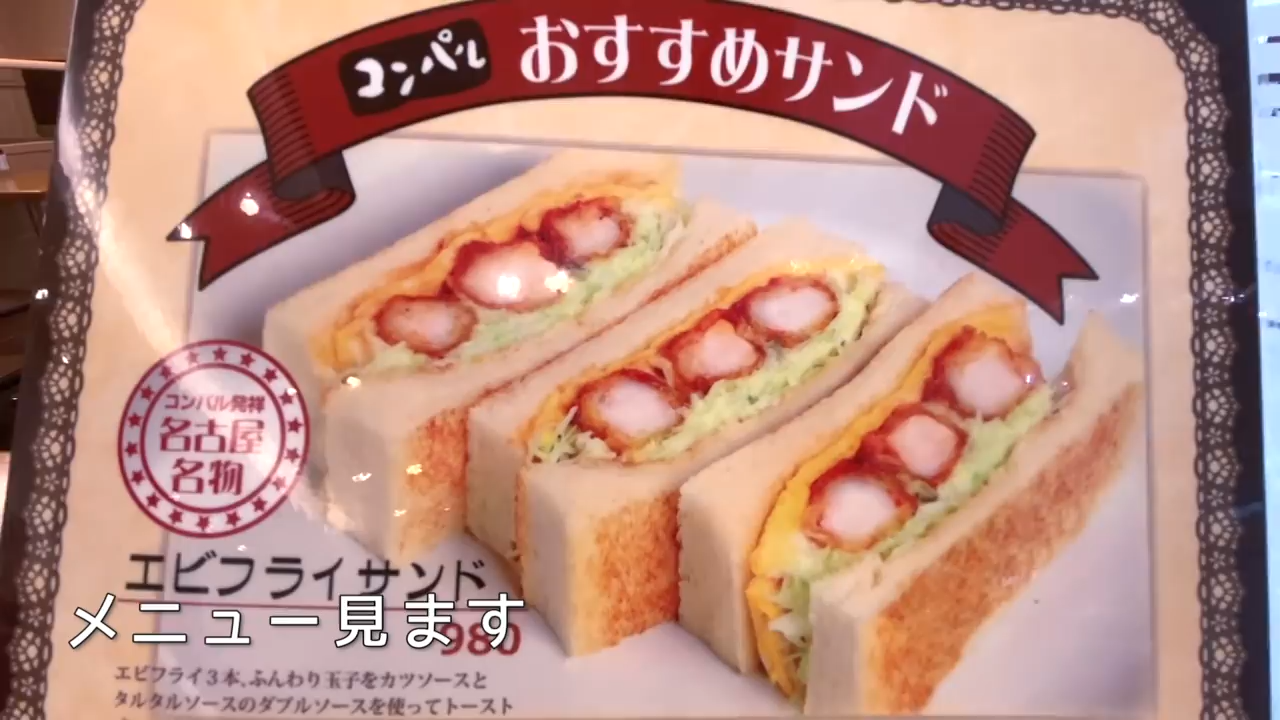 コンパル おすすめサンド
コンパル発祥
名古屋
名物
エビフライサンド
メニュー見ます
980
エビフライ3本、ふんわり玉子をカツソースと
タルタルソースのダブルソースを使ってトースト